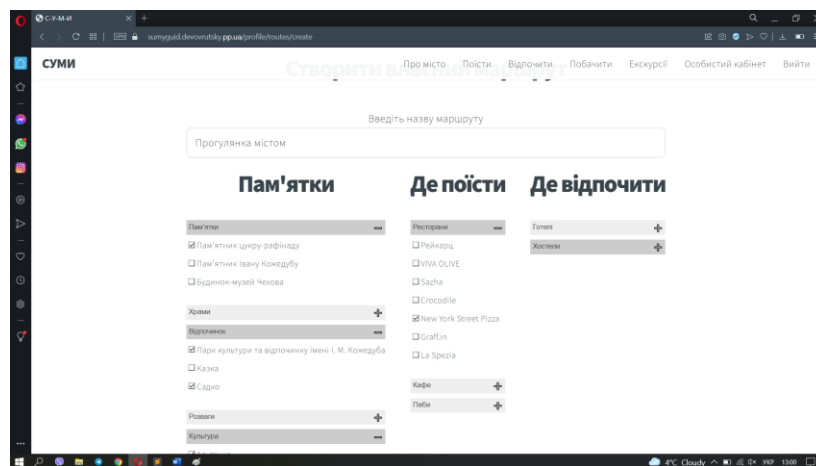 С-У-М-И
VPN
sumyguid.devovrutsky.pp.ua/profile/routes/create
СУМИ
Про місто Поїсти Відпочити Побачити Екскурсії Особистий кабінет Вийти
Створити власний маршрут
Введіть назву маршруту
Прогулянка містом
Пам'ятки Де поїсти Де відпочити
Пам'ятки Ресторани Готелі
Пам'ятник цукру-рафінаду Рейкарц Хостели
Пам'ятник Івану Кожедубу VIVA OLIVE
Будинок-музей Чехова Sazha
Crocodile
Храми New York Street Pizza
Відпочинок Graff.in
Парк культури та відпочинку імені І. М. Кожедуба La Spezia
Казка
Садко Кафе
Паби
Розваги
Культура
4°C Cloudy УКР 13:00